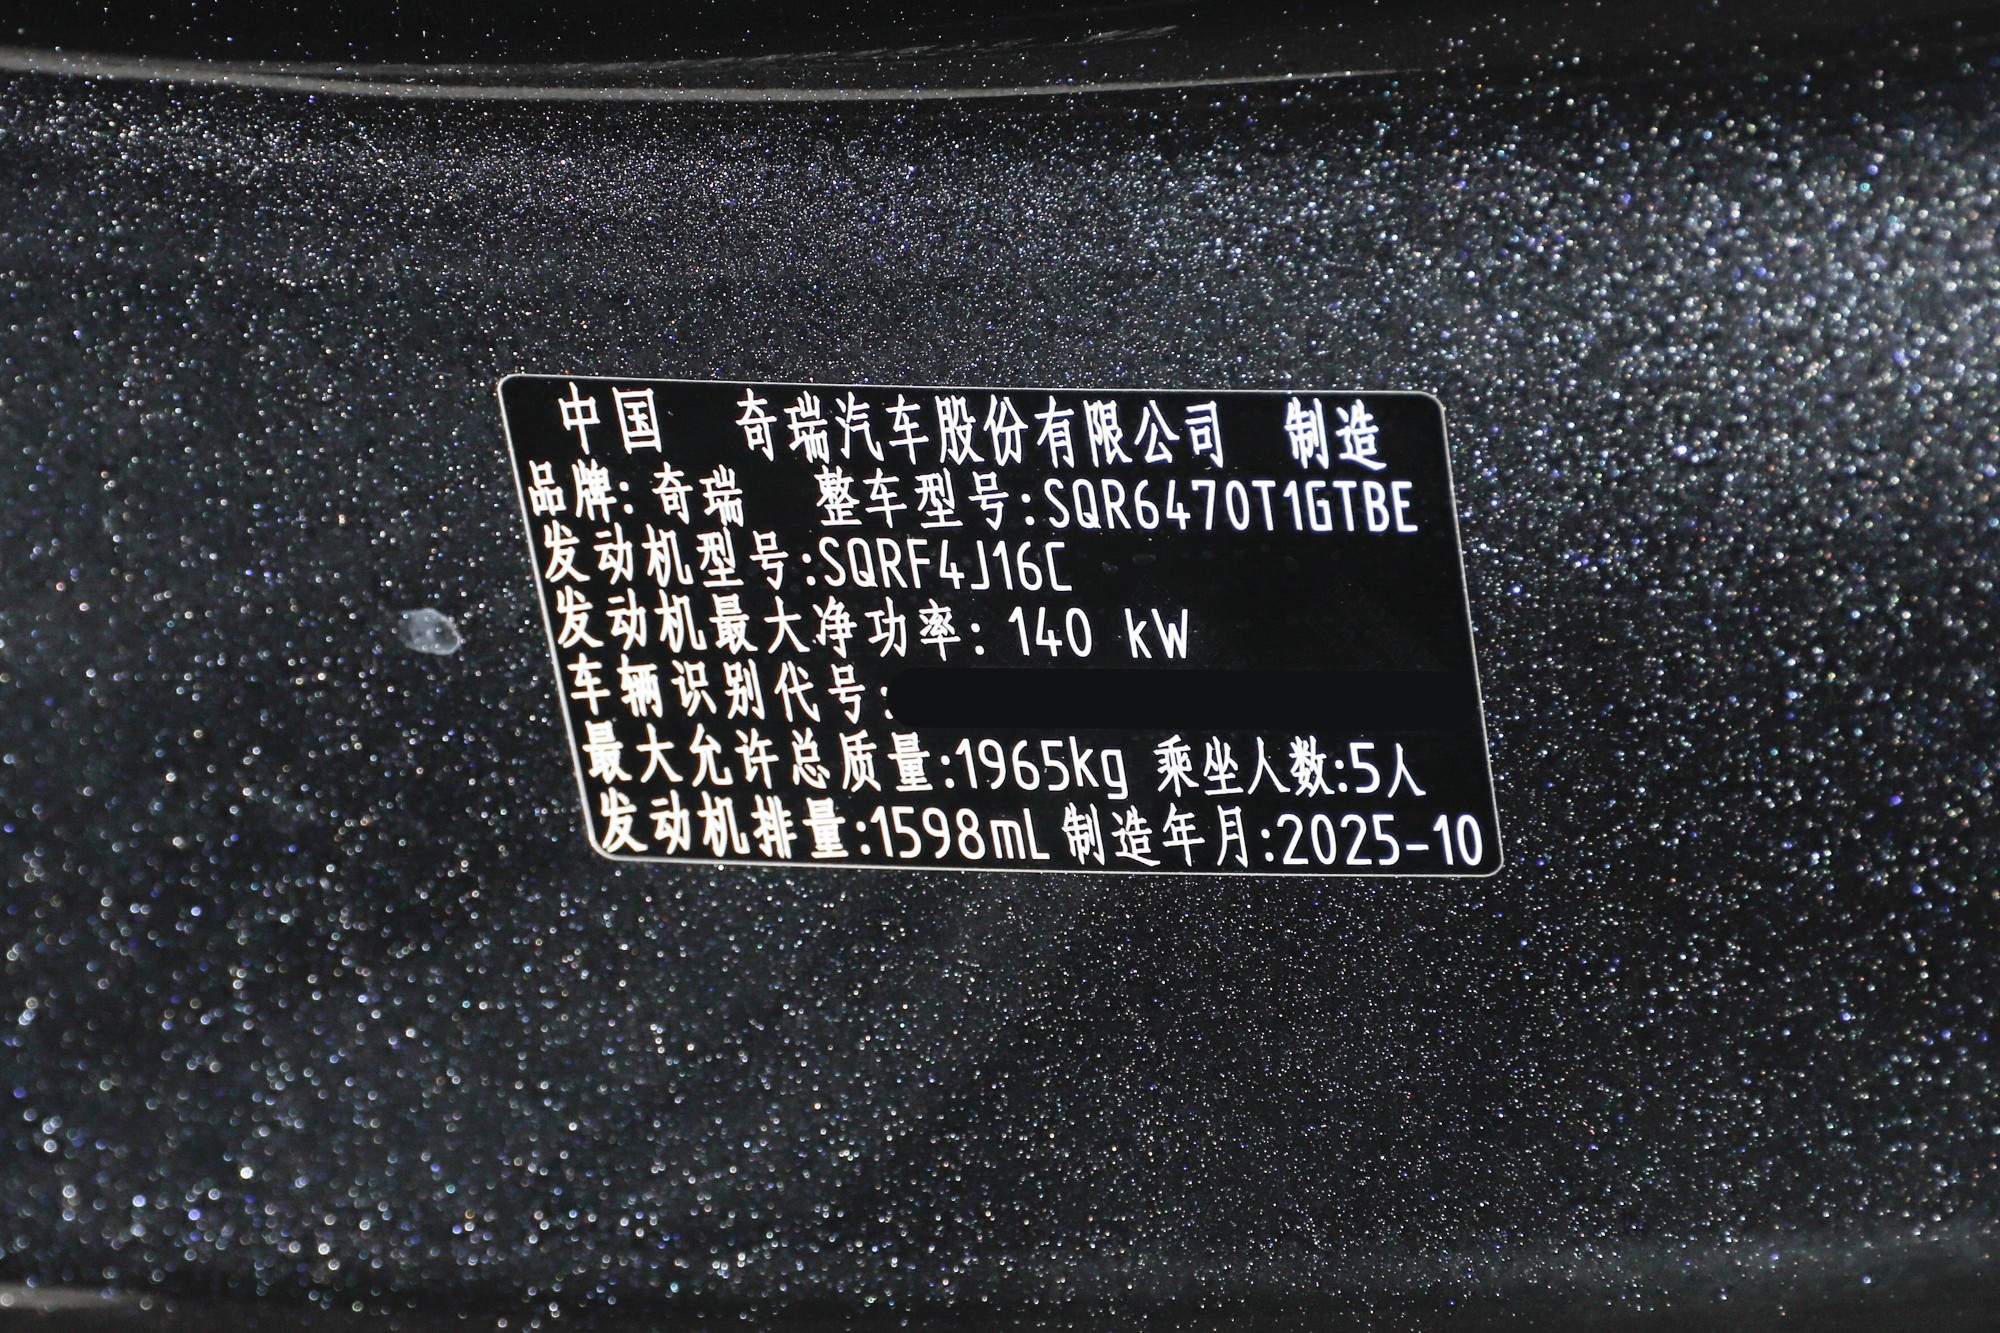 中国 奇瑞汽车股份有限公司 制造
品牌: 奇瑞 整车型号:SQR6470T1GTBE
发动机型号:SQRF4J16C
发动机最大净功率: 140 kW
车辆识别代号:
最大允许总质量:1965kg 乘坐人数:5人
发动机排量:1598mL 制造年月:2025-10